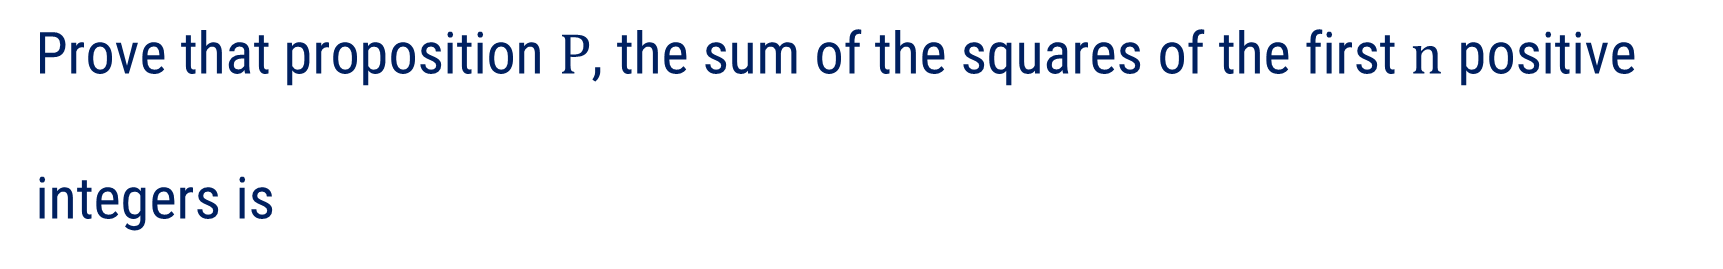 Prove that proposition P, the sum of the squares of the first n positive
integers is